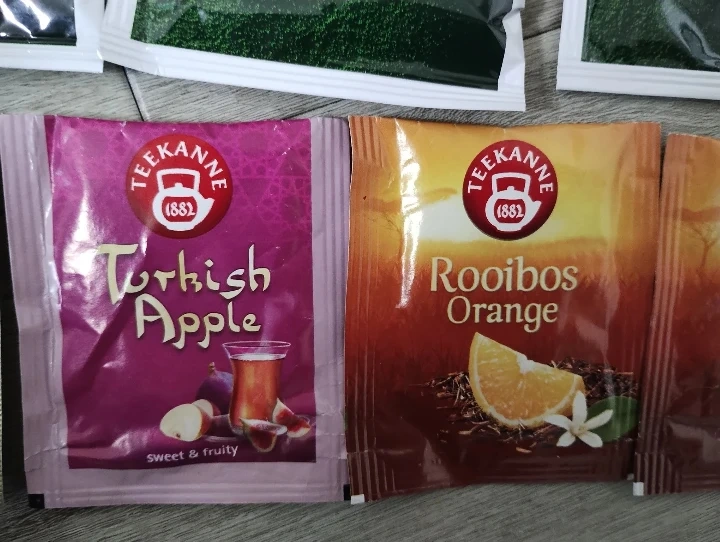 TEEKANNE
1882
Turkish
Apple
sweet & fruity
TEEKANNE
1882
Rooibos
Orange